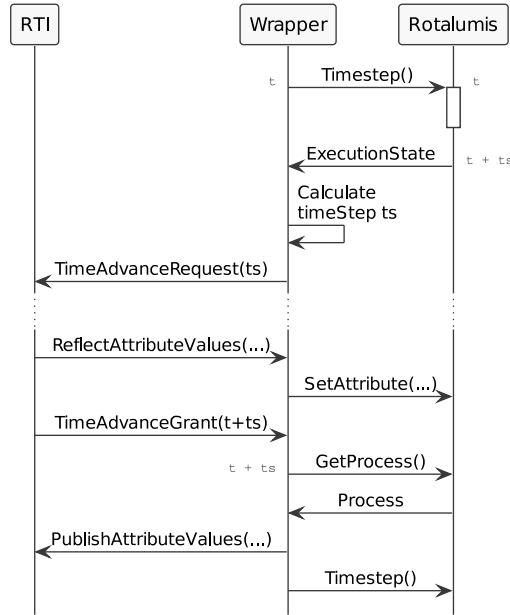 RTI Wrapper Rotalumis
t Timestep() t
ExecutionState t + ts
Calculate
timeStep ts
TimeAdvanceRequest(ts)
ReflectAttributeValues(...)
SetAttribute(...)
TimeAdvanceGrant(t+ts)
t + ts GetProcess()
Process
PublishAttributeValues(...)
Timestep()